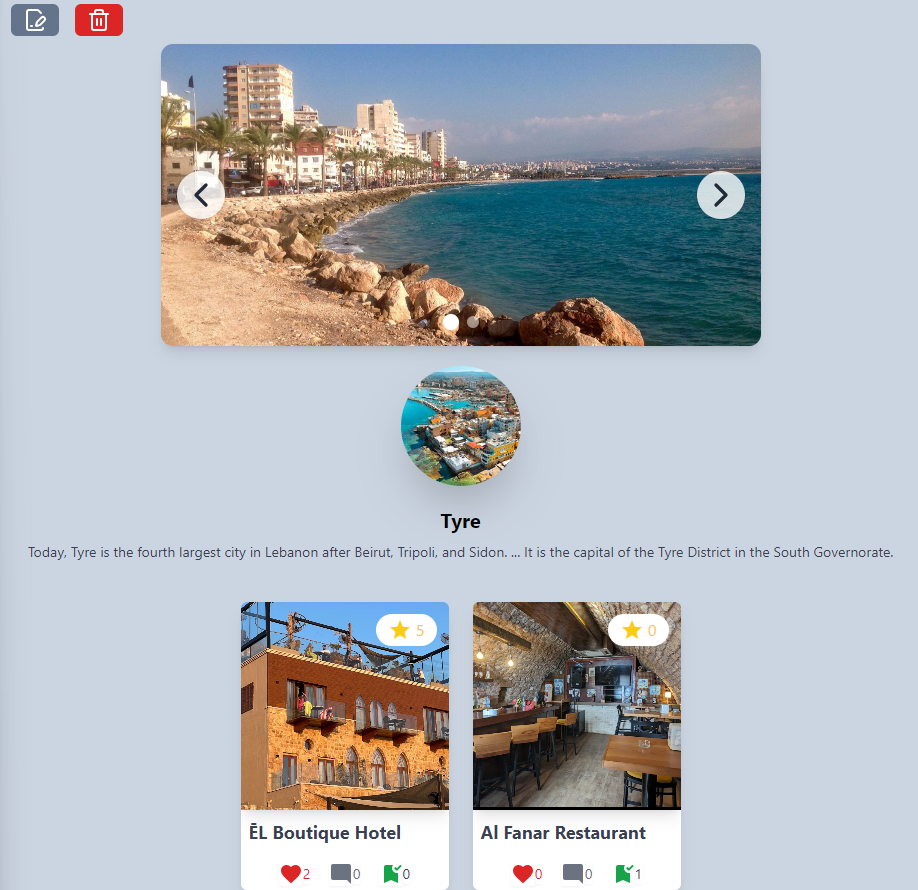 Tyre
Today, Tyre is the fourth largest city in Lebanon after Beirut, Tripoli, and Sidon. ... It is the capital of the Tyre District in the South Governorate.
5
0
ĒL Boutique Hotel
Al Fanar Restaurant
2 0 0
0 0 1